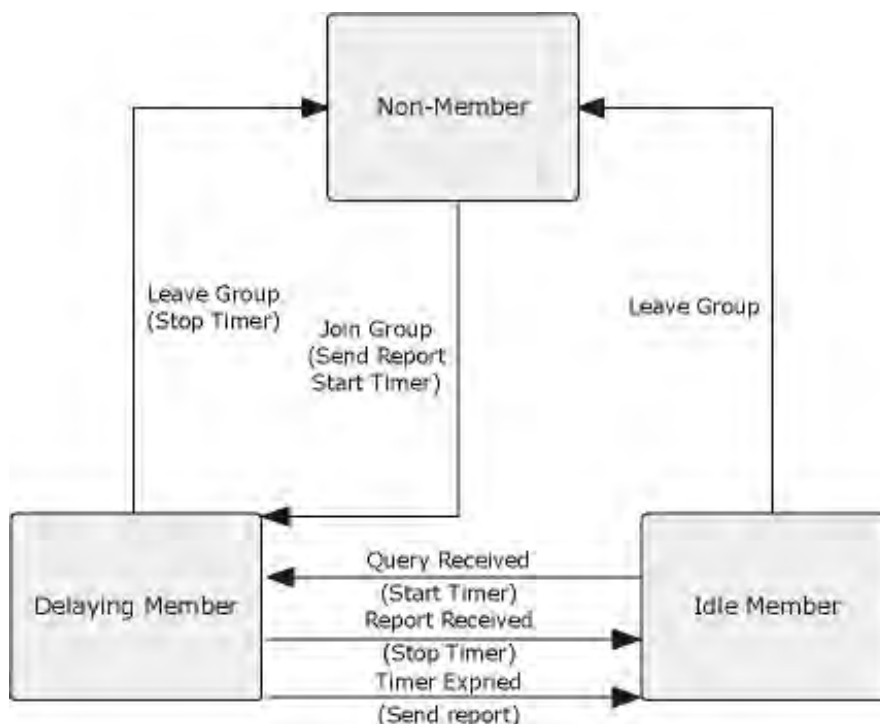 Non-Member
Leave Group
(Stop Timer)
Join Group
(Send Report
Start Timer)
Leave Group
Delaying Member
Query Received
(Start Timer)
Report Received
(Stop Timer)
Timer Expried
(Send report)
Idle Member